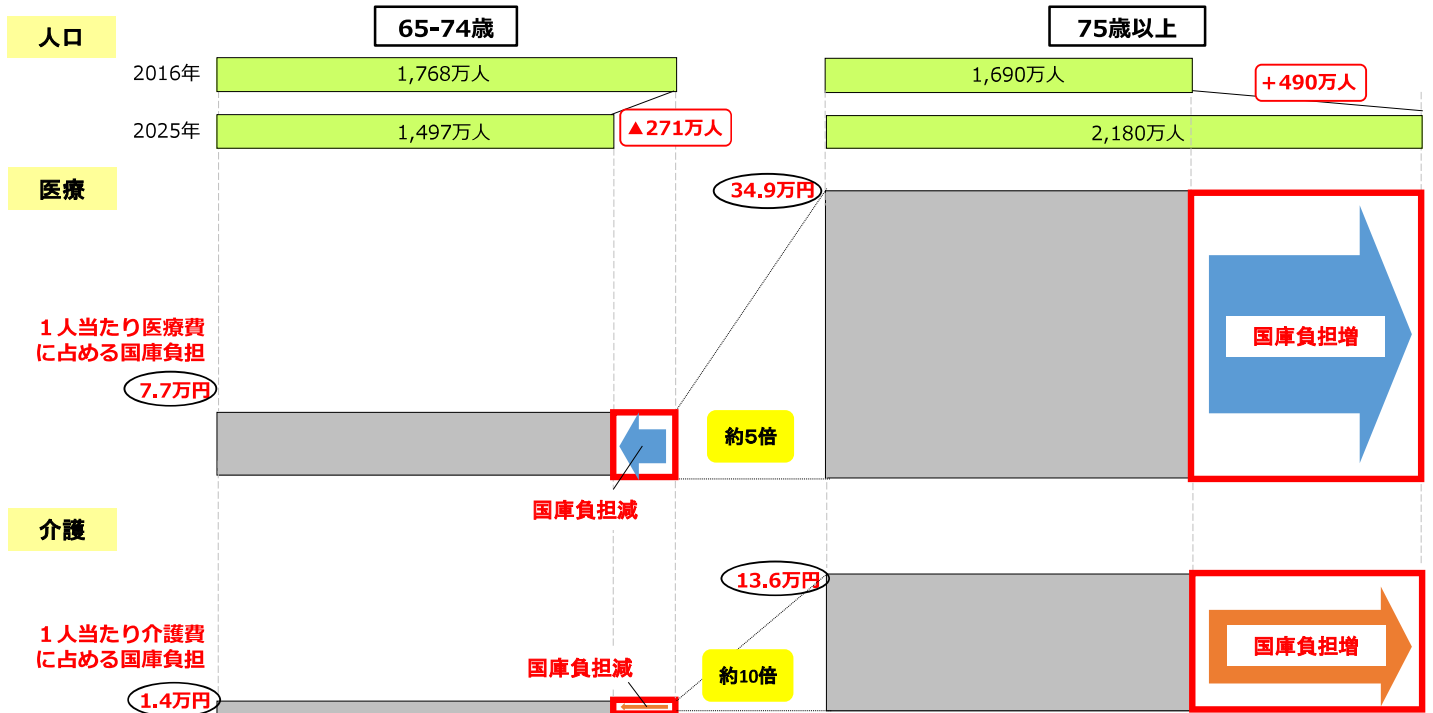 人口
65-74歳
75歳以上
2016年
1,768万人
1,690万人
+490万人
2025年
1,497万人
▲271万人
2,180万人
医療
34.9万円
1人当たり医療費
に占める国庫負担
7.7万円
約5倍
国庫負担増
国庫負担減
介護
13.6万円
1人当たり介護費
に占める国庫負担
1.4万円
国庫負担減
約10倍
国庫負担増